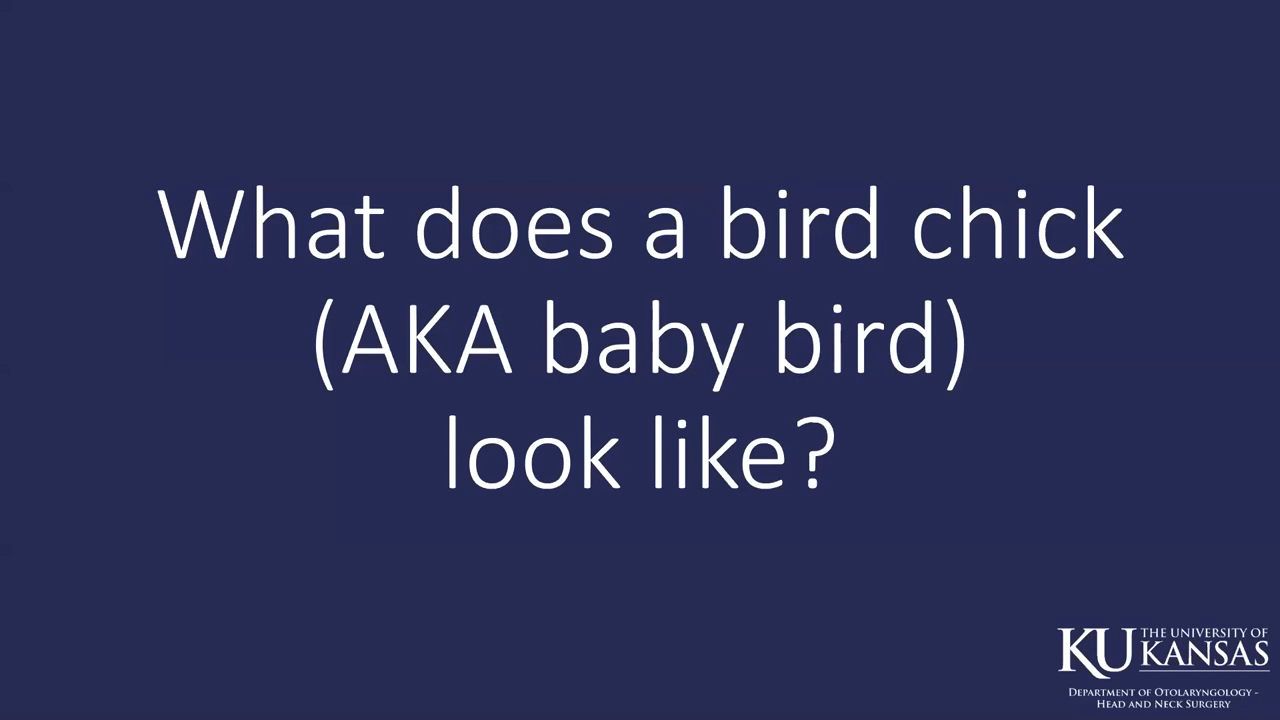 What does a bird chick
(AKA baby bird)
look like?
KU THE UNIVERSITY OF
KANSAS
DEPARTMENT OF OTOLARYNGOLOGY -
HEAD AND NECK SURGERY